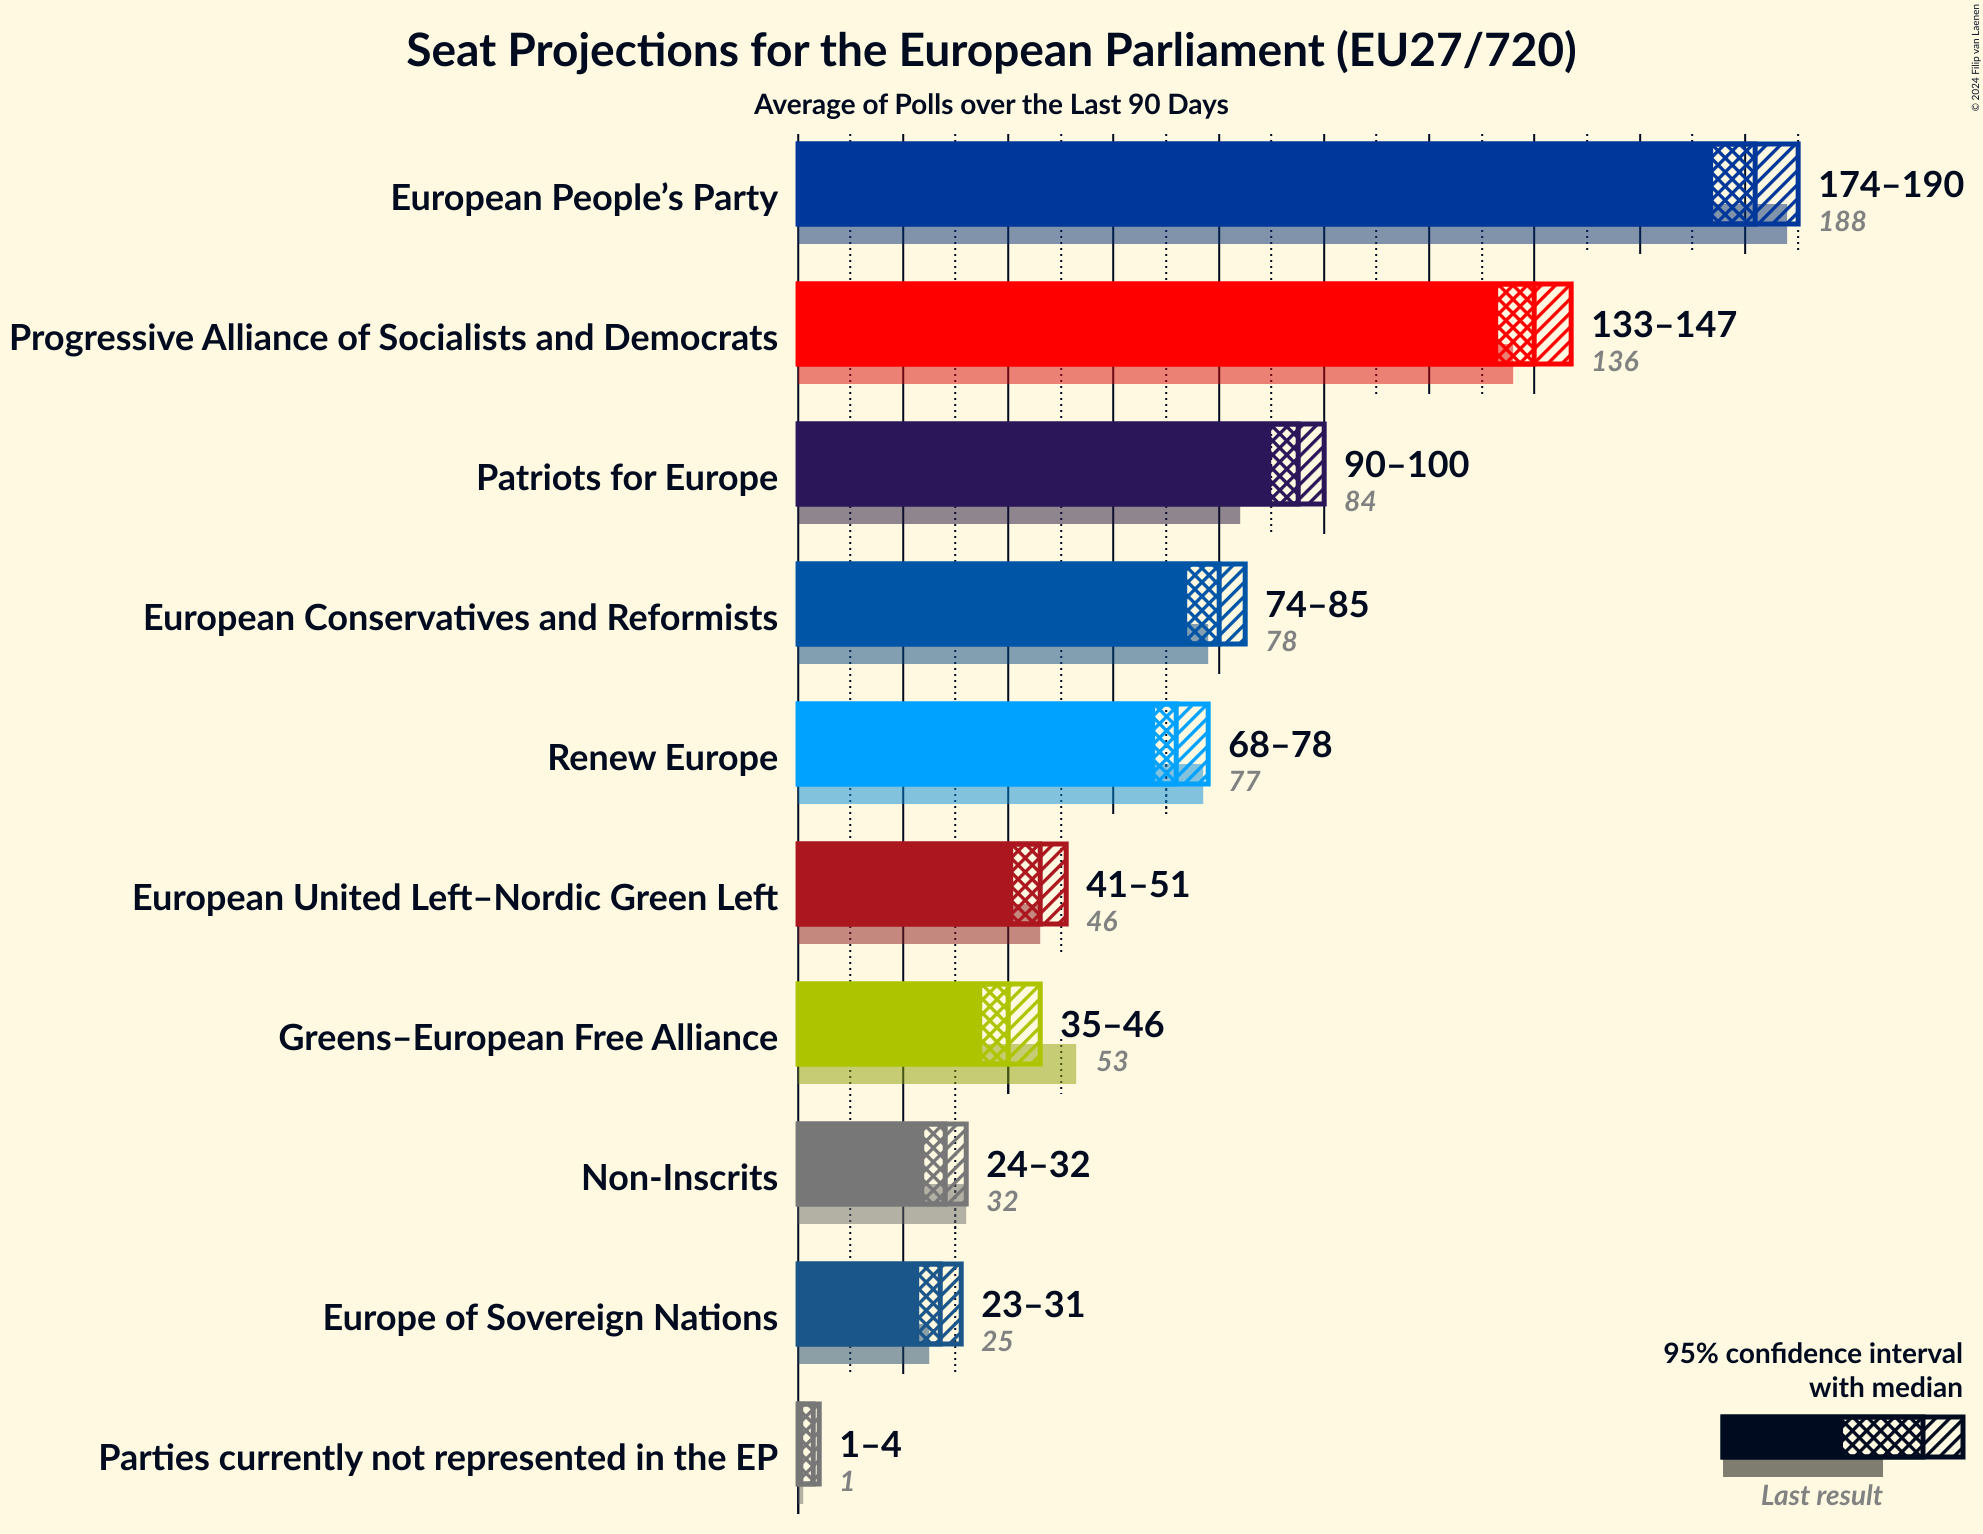 Seat Projections for the European Parliament (EU27/720)
Average of Polls over the Last 90 Days
© 2024 Filip van Laenen
European People’s Party
174–190
188
Progressive Alliance of Socialists and Democrats
133–147
136
Patriots for Europe
90–100
84
European Conservatives and Reformists
74–85
78
Renew Europe
68–78
77
European United Left–Nordic Green Left
41–51
46
Greens–European Free Alliance
35–46
53
Non-Inscrits
24–32
32
Europe of Sovereign Nations
23–31
25
Parties currently not represented in the EP
1–4
1
95% confidence interval
with median
Last result